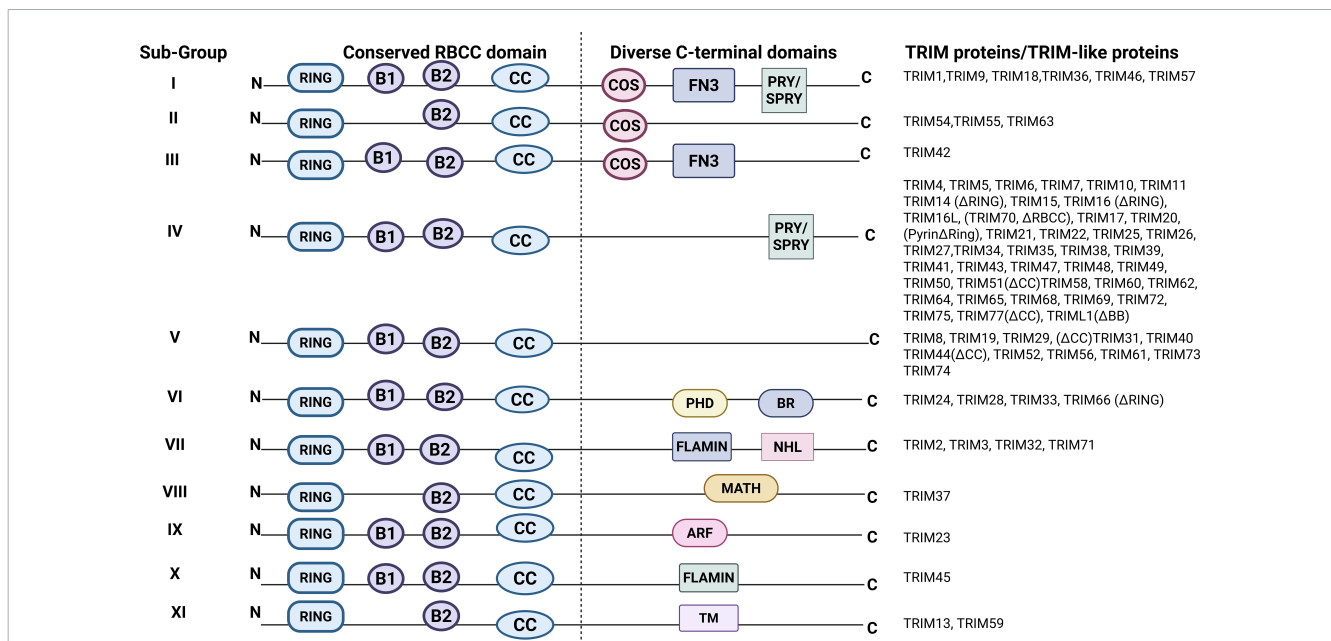 Sub-Group Conserved RBCC domain Diverse C-terminal domains TRIM proteins/TRIM-like proteins
I N RING B1 B2 CC COS FN3 PRY/ SPRY C TRIM1,TRIM9, TRIM18,TRIM36, TRIM46, TRIM57
II N RING B2 CC COS C TRIM54,TRIM55, TRIM63
III N RING B1 B2 CC COS FN3 C TRIM42
IV N RING B1 B2 CC PRY/ SPRY C
TRIM4, TRIM5, TRIM6, TRIM7, TRIM10, TRIM11
TRIM14 (ΔRING), TRIM15, TRIM16 (ΔRING),
TRIM16L, (TRIM70, ΔRBCC), TRIM17, TRIM20,
(PyrinΔRing), TRIM21, TRIM22, TRIM25, TRIM26,
TRIM27,TRIM34, TRIM35, TRIM38, TRIM39,
TRIM41, TRIM43, TRIM47, TRIM48, TRIM49,
TRIM50, TRIM51(ΔCC)TRIM58, TRIM60, TRIM62,
TRIM64, TRIM65, TRIM68, TRIM69, TRIM72,
TRIM75, TRIM77(ΔCC), TRIML1(ΔBB)
V N RING B1 B2 CC C
TRIM8, TRIM19, TRIM29, (ΔCC)TRIM31, TRIM40
TRIM44(ΔCC), TRIM52, TRIM56, TRIM61, TRIM73
TRIM74
VI N RING B1 B2 CC PHD BR C TRIM24, TRIM28, TRIM33, TRIM66 (ΔRING)
VII N RING B1 B2 CC FLAMIN NHL C TRIM2, TRIM3, TRIM32, TRIM71
VIII N RING B2 CC MATH C TRIM37
IX N RING B1 B2 CC ARF C TRIM23
X N RING B1 B2 CC FLAMIN C TRIM45
XI N RING B2 CC TM C TRIM13, TRIM59